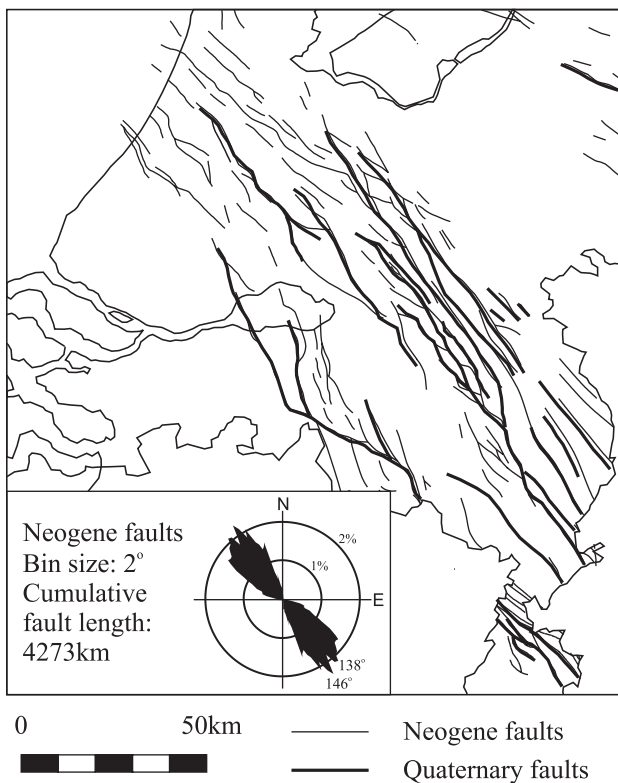 Neogene faults
Bin size: 2°
Cumulative
fault length:
4273km
N
2%
1%
E
138°
146°
0 50km
Neogene faults
Quaternary faults